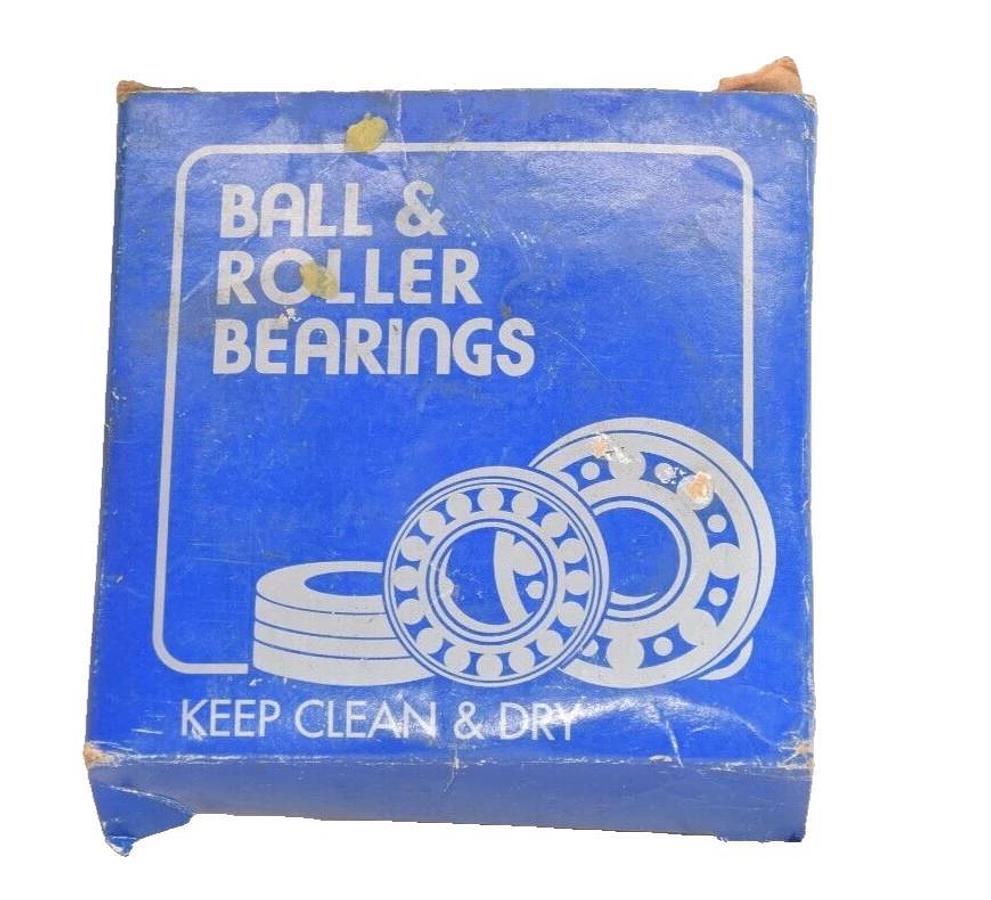 BALL &
ROLLER
BEARINGS
KEEP CLEAN & DRY